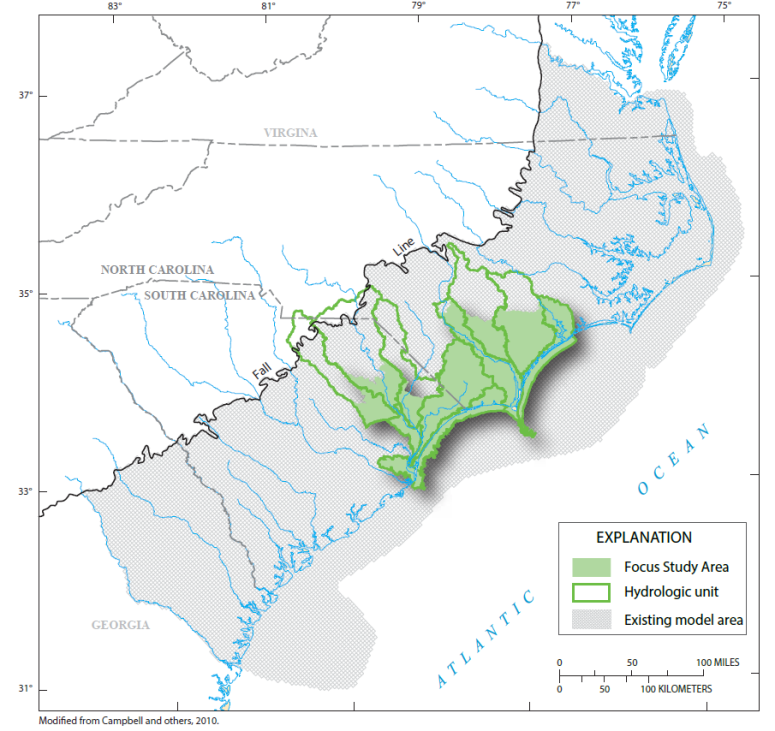 83° 81° 79° 77° 75°
37°
VIRGINIA
Line
NORTH CAROLINA
35°
SOUTH CAROLINA
Fall
OCEAN
33°
EXPLANATION
Focus Study Area
Hydrologic unit
Existing model area
ATLANTIC
GEORGIA
0 50 100 MILES
0 50 100 KILOMETERS
31°
Modified from Campbell and others, 2010.